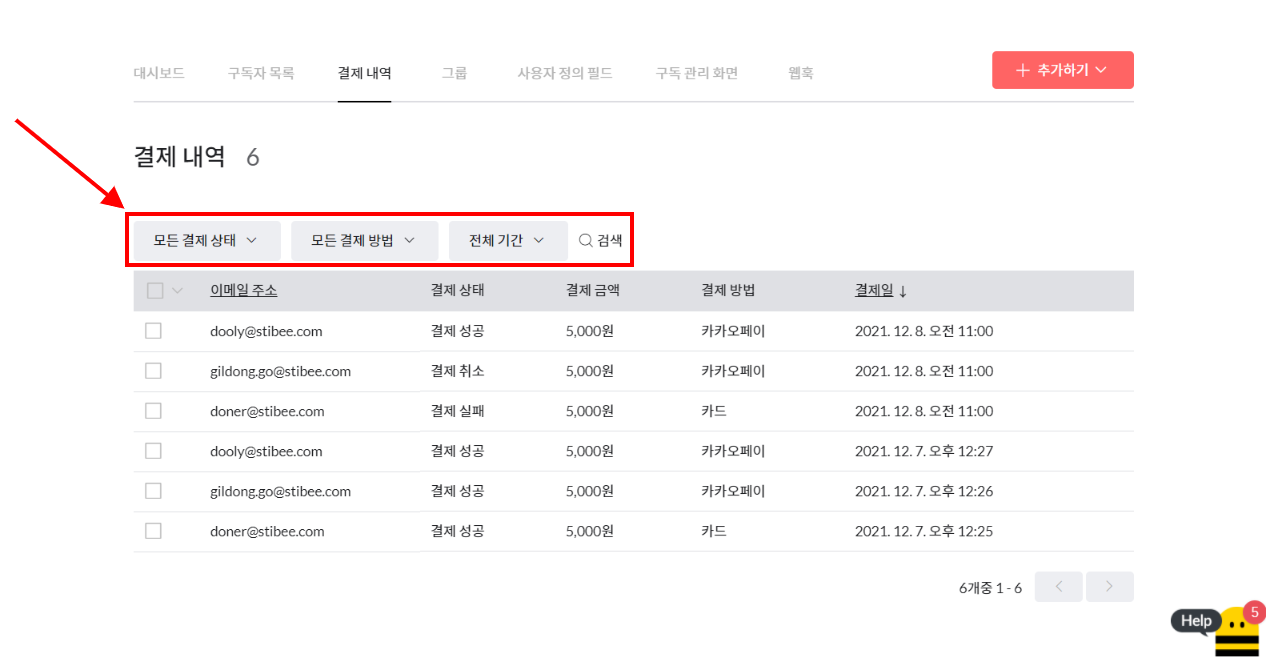 대시보드 구독자 목록 결제 내역 그룹 사용자 정의 필드 구독 관리 화면 웹훅 추가하기
결제 내역 6
모든 결제 상태 모든 결제 방법 전체 기간 검색
이메일 주소 결제 상태 결제 금액 결제 방법 결제일 ↓
dooly@stibee.com 결제 성공 5,000원 카카오페이 2021. 12. 8. 오전 11:00
gildong.go@stibee.com 결제 취소 5,000원 카카오페이 2021. 12. 8. 오전 11:00
doner@stibee.com 결제 실패 5,000원 카드 2021. 12. 8. 오전 11:00
dooly@stibee.com 결제 성공 5,000원 카카오페이 2021. 12. 7. 오후 12:27
gildong.go@stibee.com 결제 성공 5,000원 카카오페이 2021. 12. 7. 오후 12:26
doner@stibee.com 결제 성공 5,000원 카드 2021. 12. 7. 오후 12:25
6개중 1 - 6
Help 5